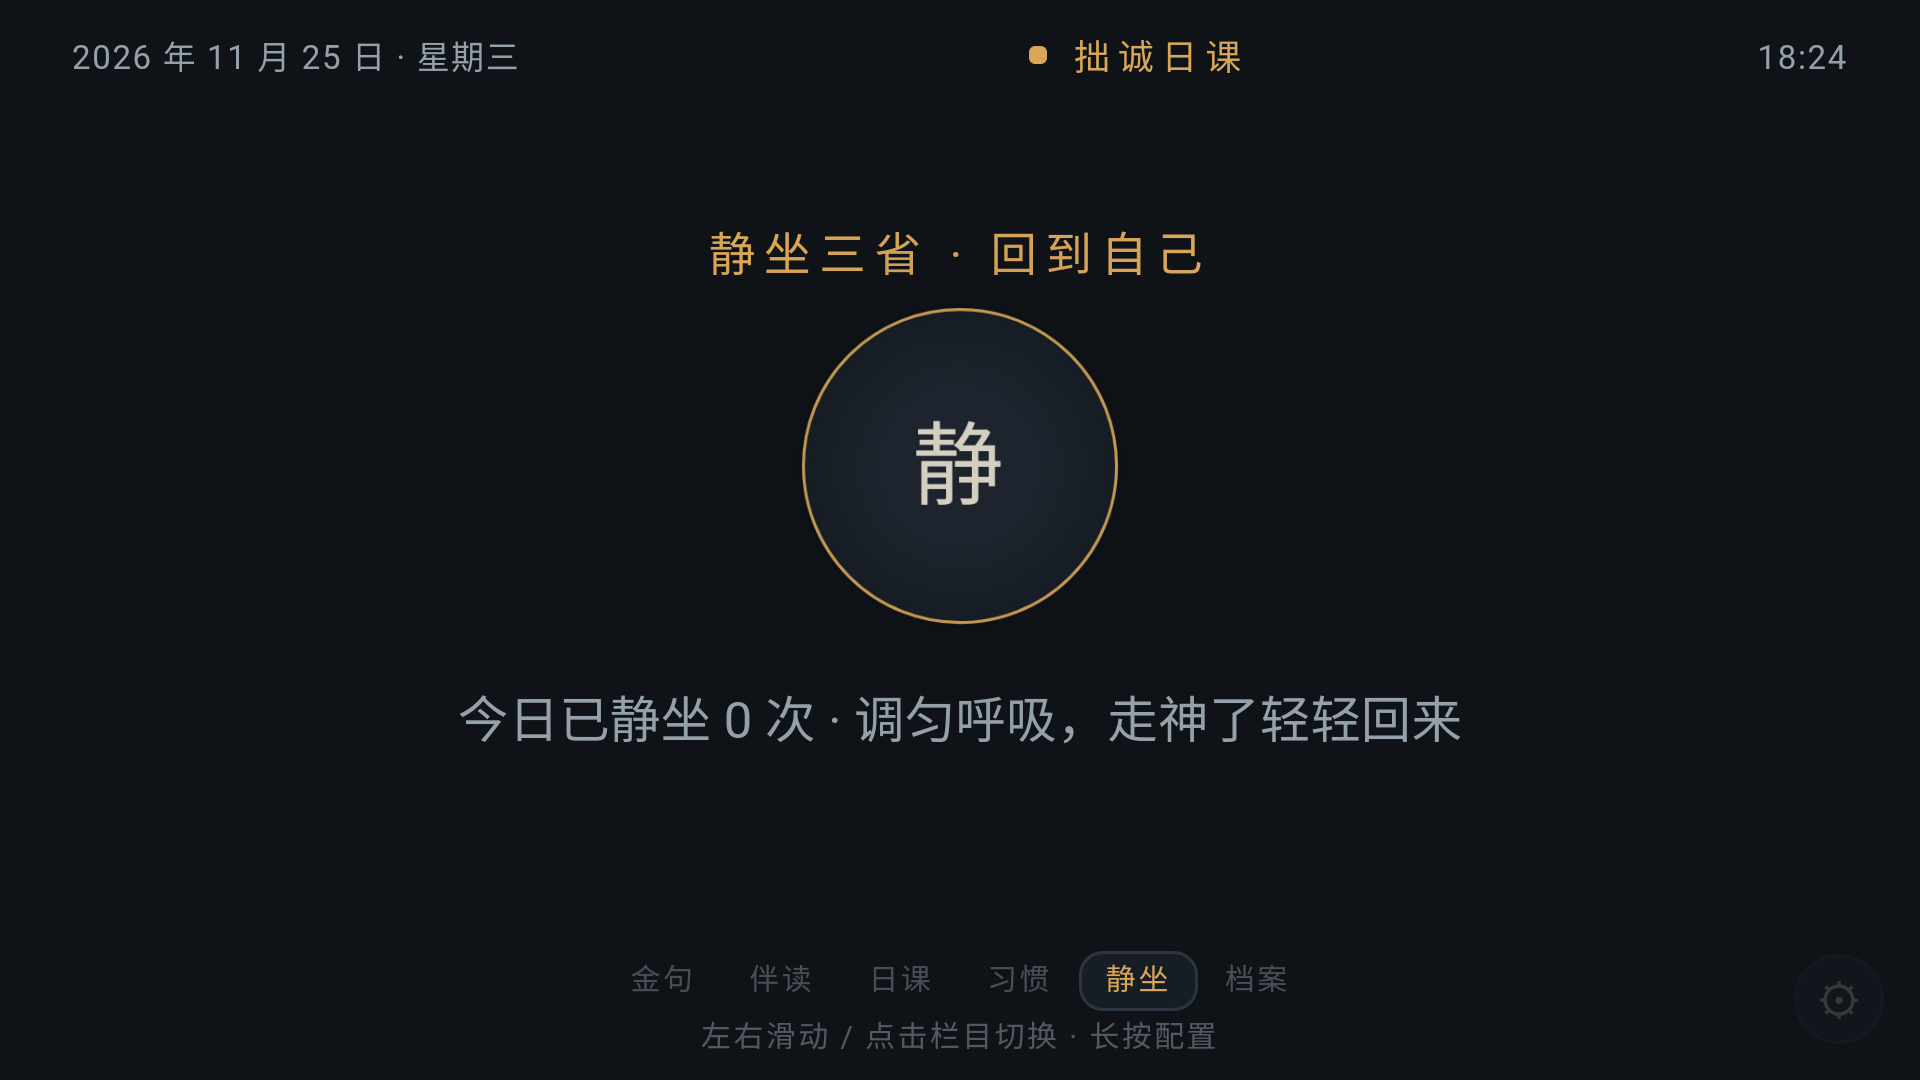 2026 年 11 月 25 日 · 星期三
拙诚日课
18:24
静坐三省 · 回到自己
静
今日已静坐 0 次 · 调匀呼吸，走神了轻轻回来
金句 伴读 日课 习惯 静坐 档案
左右滑动 / 点击栏目切换 · 长按配置